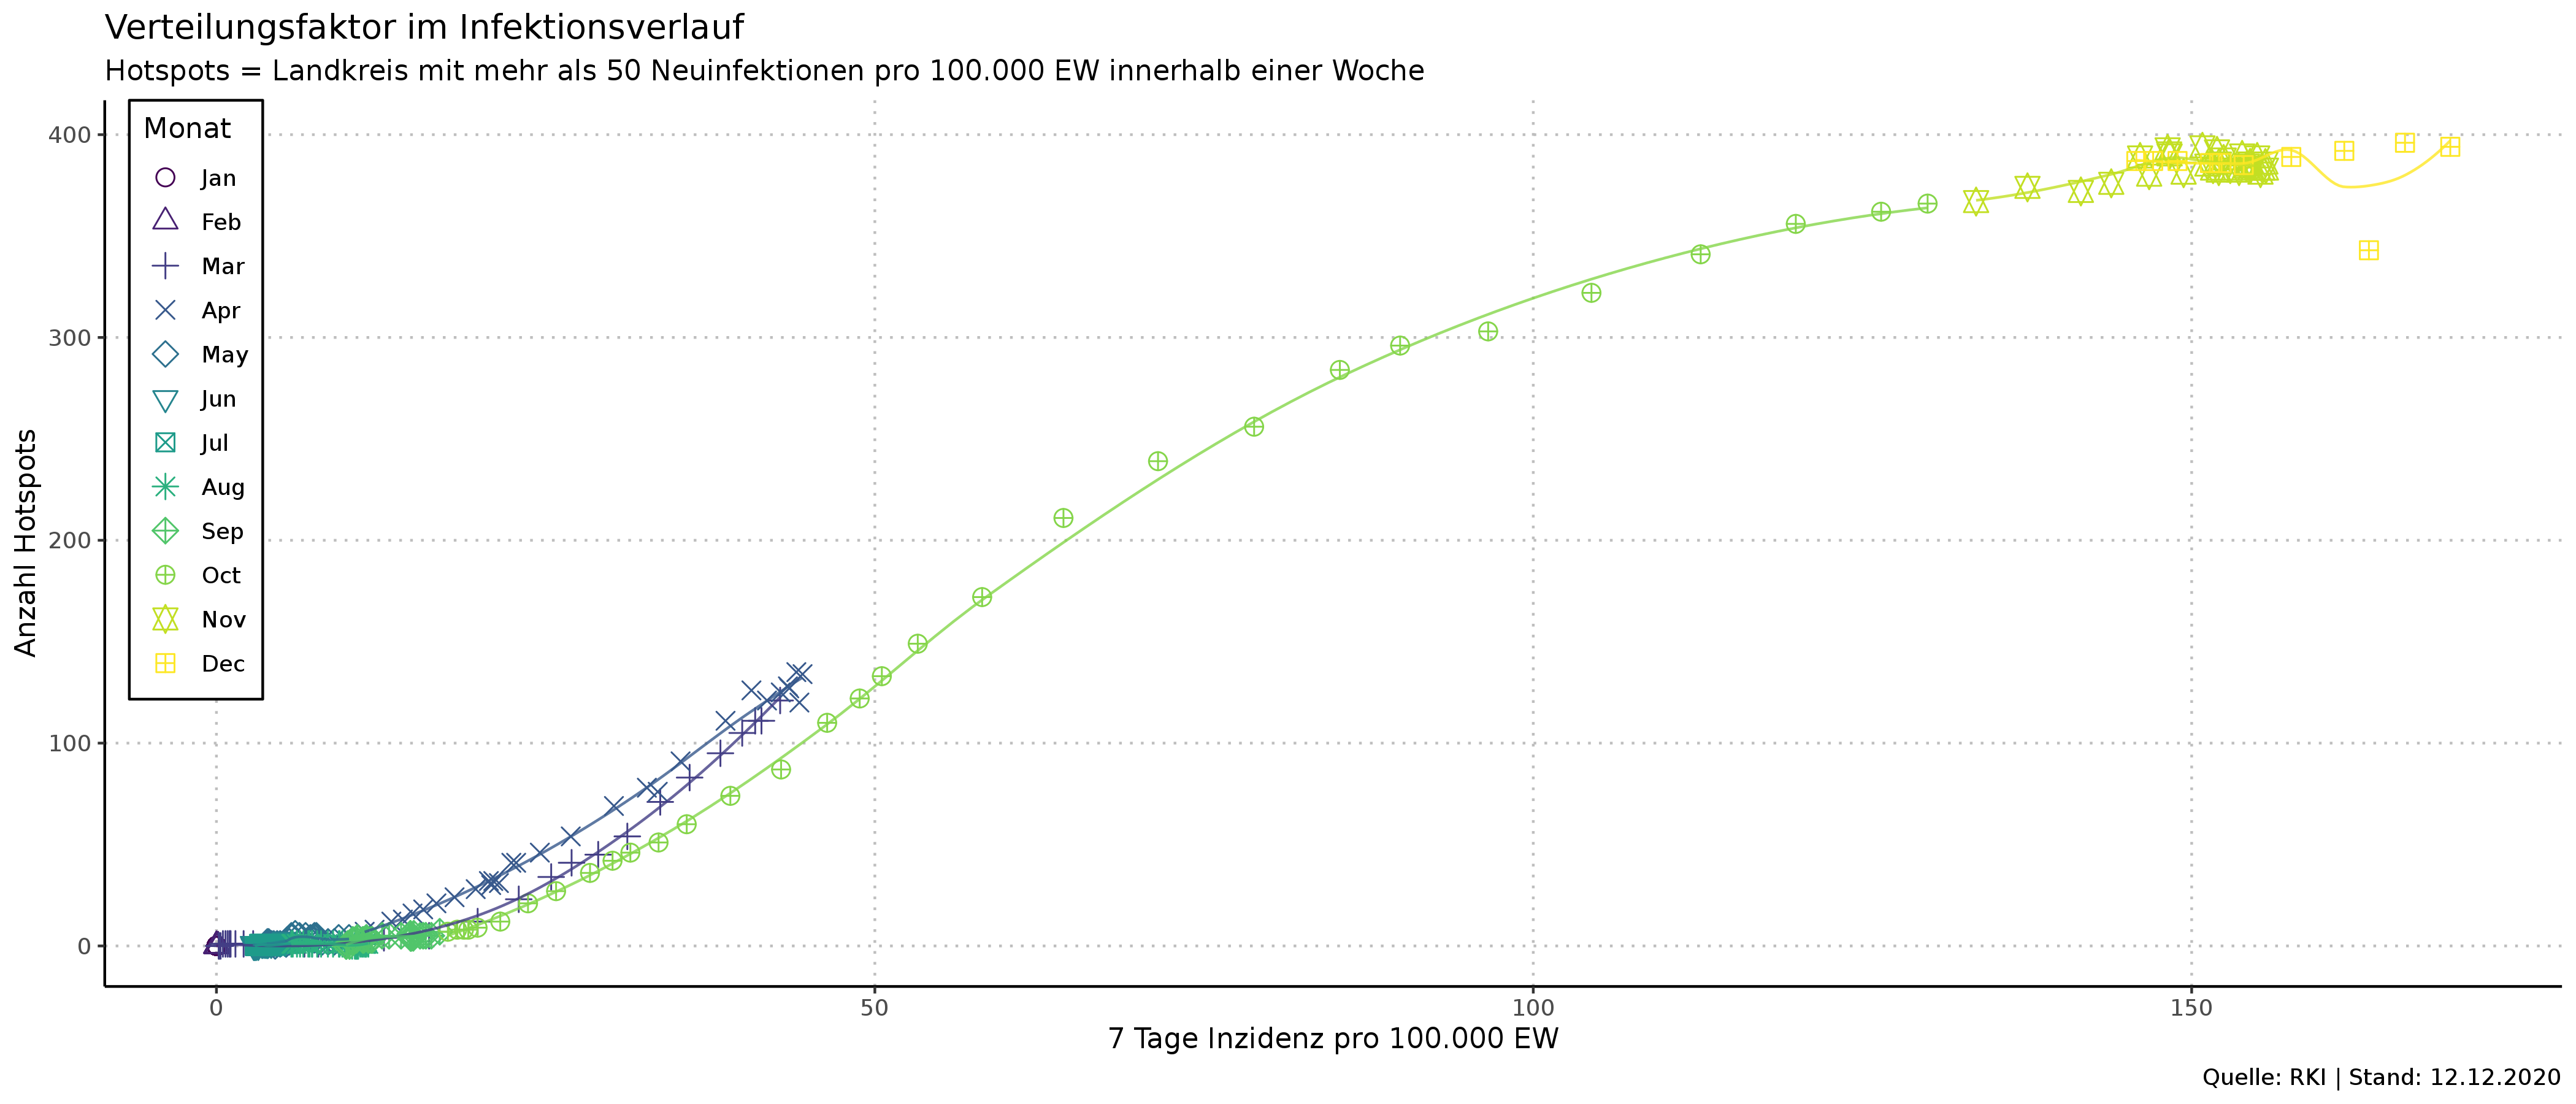 Verteilungsfaktor im Infektionsverlauf
Hotspots = Landkreis mit mehr als 50 Neuinfektionen pro 100.000 EW innerhalb einer Woche
Monat
Jan
Feb
Mar
Apr
May
Jun
Jul
Aug
Sep
Oct
Nov
Dec
Anzahl Hotspots
400
300
200
100
0
0
50
100
150
7 Tage Inzidenz pro 100.000 EW
Quelle: RKI | Stand: 12.12.2020